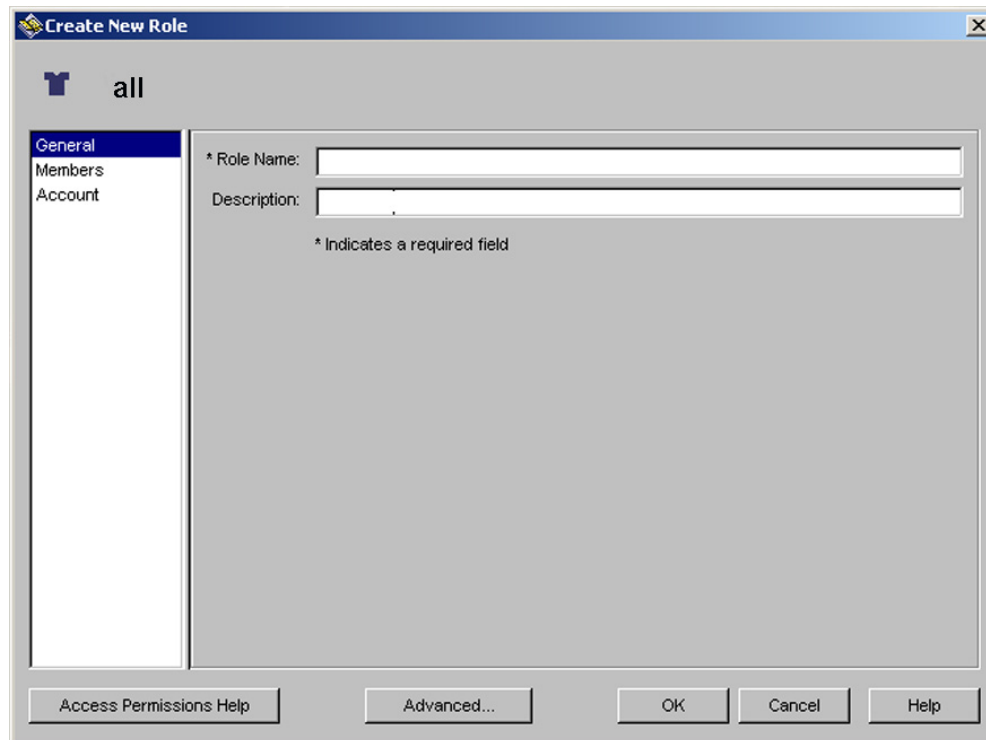 Create New Role
all
General
Members
Account
* Role Name:
Description:
* Indicates a required field
Access Permissions Help
Advanced...
OK
Cancel
Help